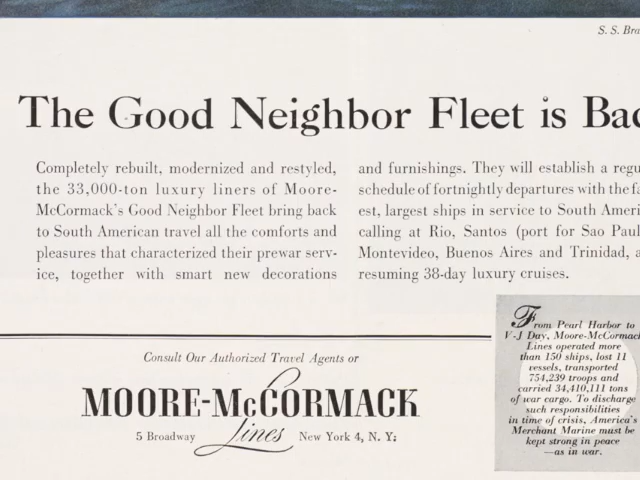 S. S. Bra
The Good Neighbor Fleet is Bac
Completely rebuilt, modernized and restyled,
the 33,000-ton luxury liners of Moore-
McCormack's Good Neighbor Fleet bring back
to South American travel all the comforts and
pleasures that characterized their prewar serv-
ice, together with smart new decorations
and furnishings. They will establish a regu
schedule of fortnightly departures with the fa
est, largest ships in service to South Ameri
calling at Rio, Santos (port for Sao Paul
Montevideo, Buenos Aires and Trinidad, a
resuming 38-day luxury cruises.
From Pearl Harbor to
V-J Day, Moore-McCormack
Lines operated more
than 150 ships, lost 11
vessels, transported
754,239 troops and
carried 34,410,111 tons
of war cargo. To discharge
such responsibilities
in time of crisis, America's
Merchant Marine must be
kept strong in peace
—as in war.
Consult Our Authorized Travel Agents or
MOORE-McCORMACK
5 Broadway Lines New York 4, N. Y.